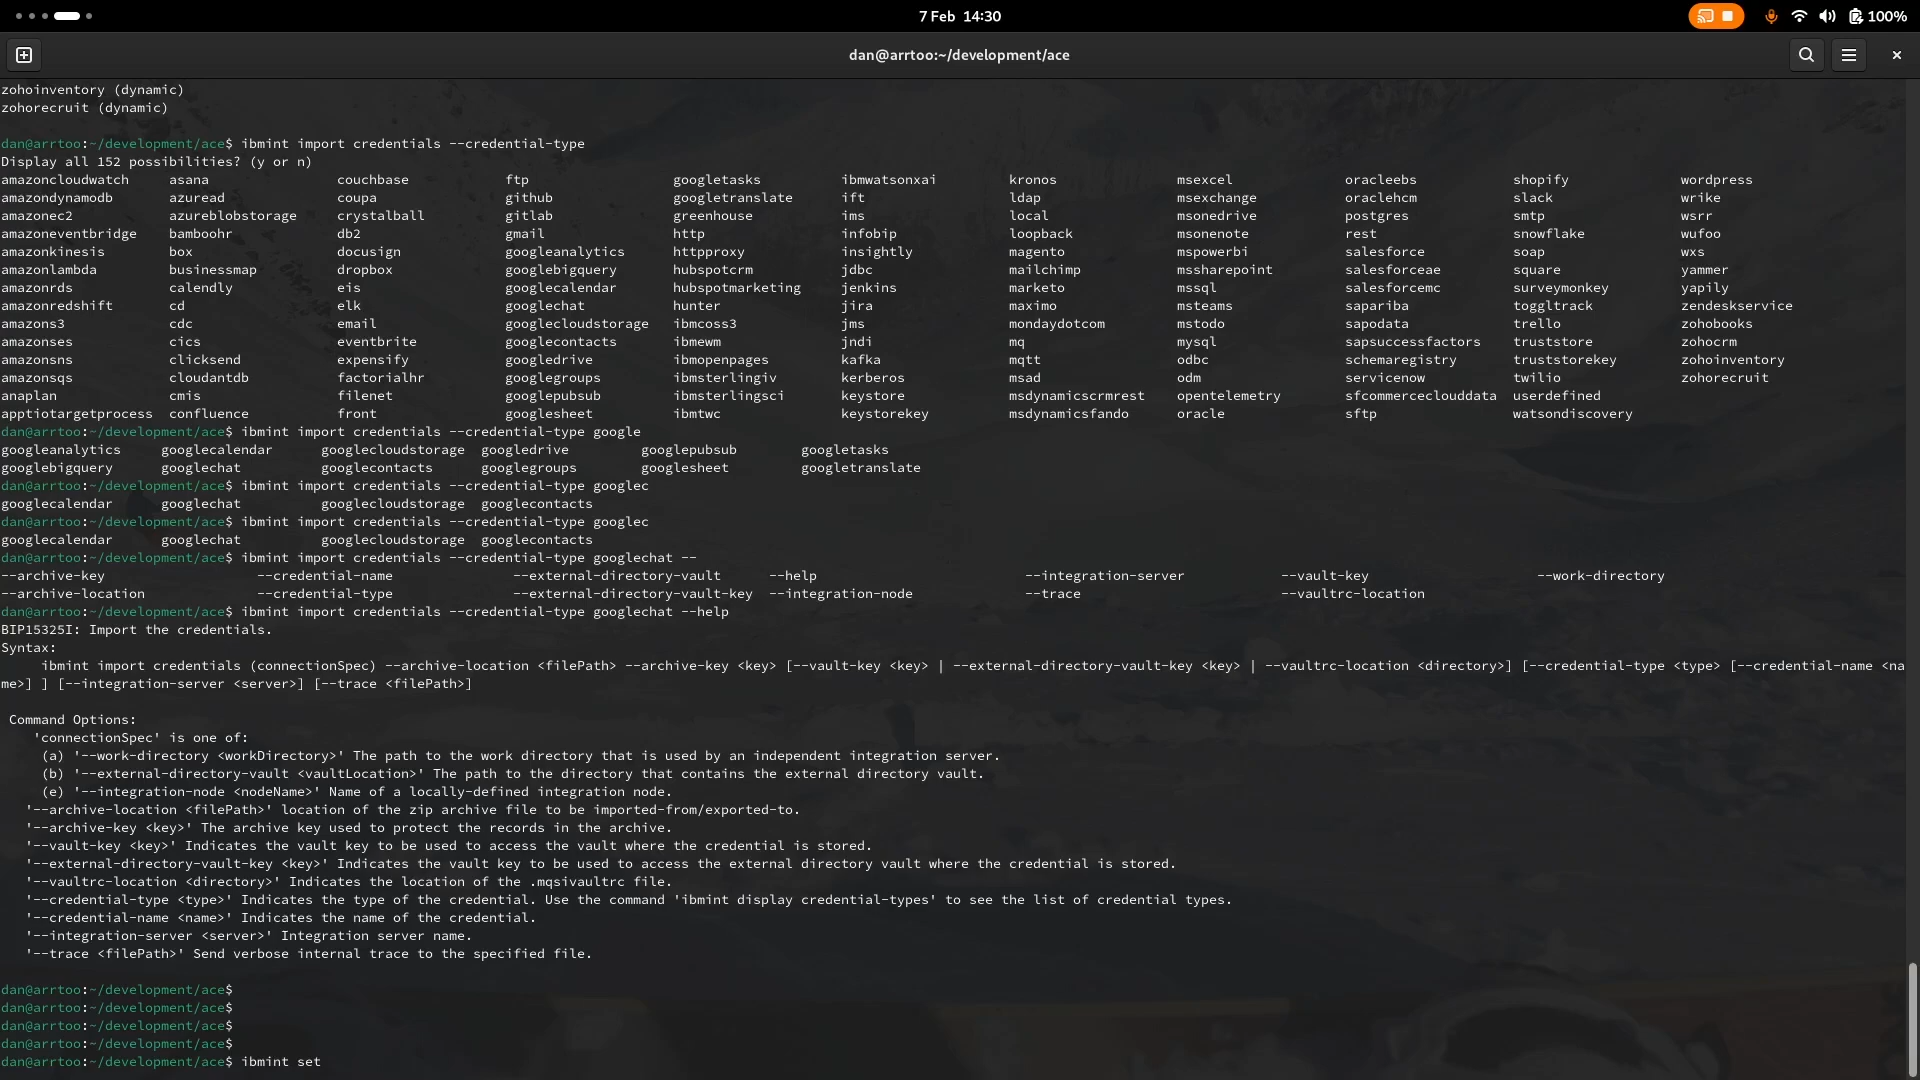 7 Feb 14:30
100%
dan@arrtoo:~/development/ace
zohoinventory (dynamic)
zohorecruit (dynamic)
dan@arrtoo:~/development/ace$ ibmint import credentials --credential-type
Display all 152 possibilities? (y or n)
amazoncloudwatch asana couchbase ftp googletasks ibmwatsonxai kronos msexcel oracleebs shopify wordpress
amazondynamodb azuread coupa github googletranslate ift ldap msexchange oraclehcm slack wrike
amazonec2 azureblobstorage crystalball gitlab greenhouse ims local msonedrive postgres smtp wsrr
amazoneventbridge bamboohr db2 gmail http infobip loopback msonenote rest snowflake wufoo
amazonkinesis box docusign googleanalytics httpproxy insightly magento mspowerbi salesforce soap wxs
amazonlambda businessmap dropbox googlebigquery hubspotcrm jdbc mailchimp mssharepoint salesforceae square yammer
amazonrds calendly eis googlecalendar hubspotmarketing jenkins marketo mssql salesforcemc surveymonkey yapily
amazonredshift cd elk googlechat hunter jira maximo msteams sapariba toggltrack zendeskservice
amazons3 cdc email googlecloudstorage ibmcoss3 jms mondaydotcom mstodo sapodata trello zohobooks
amazonses cics eventbrite googlecontacts ibmewm jndi mq mysql sapsuccessfactors truststore zohocrm
amazonsns clicksend expensify googledrive ibmopenpages kafka mqtt odbc schemaregistry truststorekey zohoinventory
amazonsqs cloudantdb factorialhr googlegroups ibmsterlingiv kerberos msad odm servicenow twilio zohorecruit
anaplan cmis filenet googlepubsub ibmsterlingsci keystore msdynamicscrmrest opentelemetry sfcommerceclouddata userdefined
apptiotargetprocess confluence front googlesheet ibmtwc keystorekey msdynamicsfando oracle sftp watsondiscovery
dan@arrtoo:~/development/ace$ ibmint import credentials --credential-type google
googleanalytics googlecalendar googlecloudstorage googledrive googlepubsub googletasks
googlebigquery googlechat googlecontacts googlegroups googlesheet googletranslate
dan@arrtoo:~/development/ace$ ibmint import credentials --credential-type googlec
googlecalendar googlechat googlecloudstorage googlecontacts
dan@arrtoo:~/development/ace$ ibmint import credentials --credential-type googlec
googlecalendar googlechat googlecloudstorage googlecontacts
dan@arrtoo:~/development/ace$ ibmint import credentials --credential-type googlechat --
--archive-key --credential-name --external-directory-vault --help --integration-server --vault-key --work-directory
--archive-location --credential-type --external-directory-vault-key --integration-node --trace --vaultrc-location
dan@arrtoo:~/development/ace$ ibmint import credentials --credential-type googlechat --help
BIP15325I: Import the credentials.
Syntax:
ibmint import credentials (connectionSpec) --archive-location <filePath> --archive-key <key> [--vault-key <key> | --external-directory-vault-key <key> | --vaultrc-location <directory>] [--credential-type <type> [--credential-name <na
me>] ] [--integration-server <server>] [--trace <filePath>]
Command Options:
'connectionSpec' is one of:
(a) '--work-directory <workDirectory>' The path to the work directory that is used by an independent integration server.
(b) '--external-directory-vault <vaultLocation>' The path to the directory that contains the external directory vault.
(e) '--integration-node <nodeName>' Name of a locally-defined integration node.
'--archive-location <filePath>' location of the zip archive file to be imported-from/exported-to.
'--archive-key <key>' The archive key used to protect the records in the archive.
'--vault-key <key>' Indicates the vault key to be used to access the vault where the credential is stored.
'--external-directory-vault-key <key>' Indicates the vault key to be used to access the external directory vault where the credential is stored.
'--vaultrc-location <directory>' Indicates the location of the .mqsivaultrc file.
'--credential-type <type>' Indicates the type of the credential. Use the command 'ibmint display credential-types' to see the list of credential types.
'--credential-name <name>' Indicates the name of the credential.
'--integration-server <server>' Integration server name.
'--trace <filePath>' Send verbose internal trace to the specified file.
dan@arrtoo:~/development/ace$
dan@arrtoo:~/development/ace$
dan@arrtoo:~/development/ace$
dan@arrtoo:~/development/ace$
dan@arrtoo:~/development/ace$ ibmint set